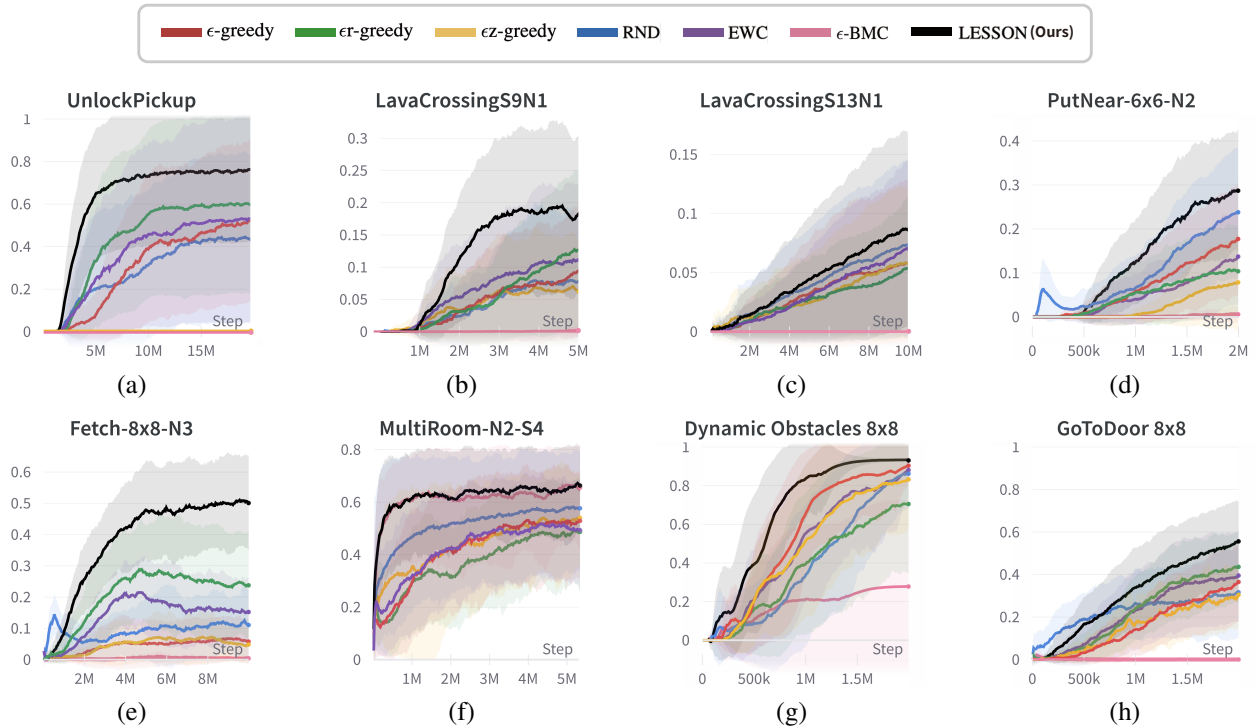 ϵ-greedy ϵr-greedy ϵz-greedy RND EWC ϵ-BMC LESSON (Ours)
UnlockPickup LavaCrossingS9N1 LavaCrossingS13N1 PutNear-6x6-N2
1
0.8
0.6
0.4
0.2
0
Step
5M 10M 15M
(a)
0.3
0.25
0.2
0.15
0.1
0.05
0
Step
1M 2M 3M 4M 5M
(b)
0.15
0.1
0.05
0
Step
2M 4M 6M 8M 10M
(c)
0.4
0.3
0.2
0.1
0
Step
0 500k 1M 1.5M 2M
(d)
Fetch-8x8-N3 MultiRoom-N2-S4 Dynamic Obstacles 8x8 GoToDoor 8x8
0.6
0.5
0.4
0.3
0.2
0.1
0
Step
2M 4M 6M 8M
(e)
0.8
0.6
0.4
0.2
0
Step
1M 2M 3M 4M 5M
(f)
1
0.8
0.6
0.4
0.2
0
Step
0 500k 1M 1.5M
(g)
1
0.8
0.6
0.4
0.2
0
Step
0 500k 1M 1.5M
(h)